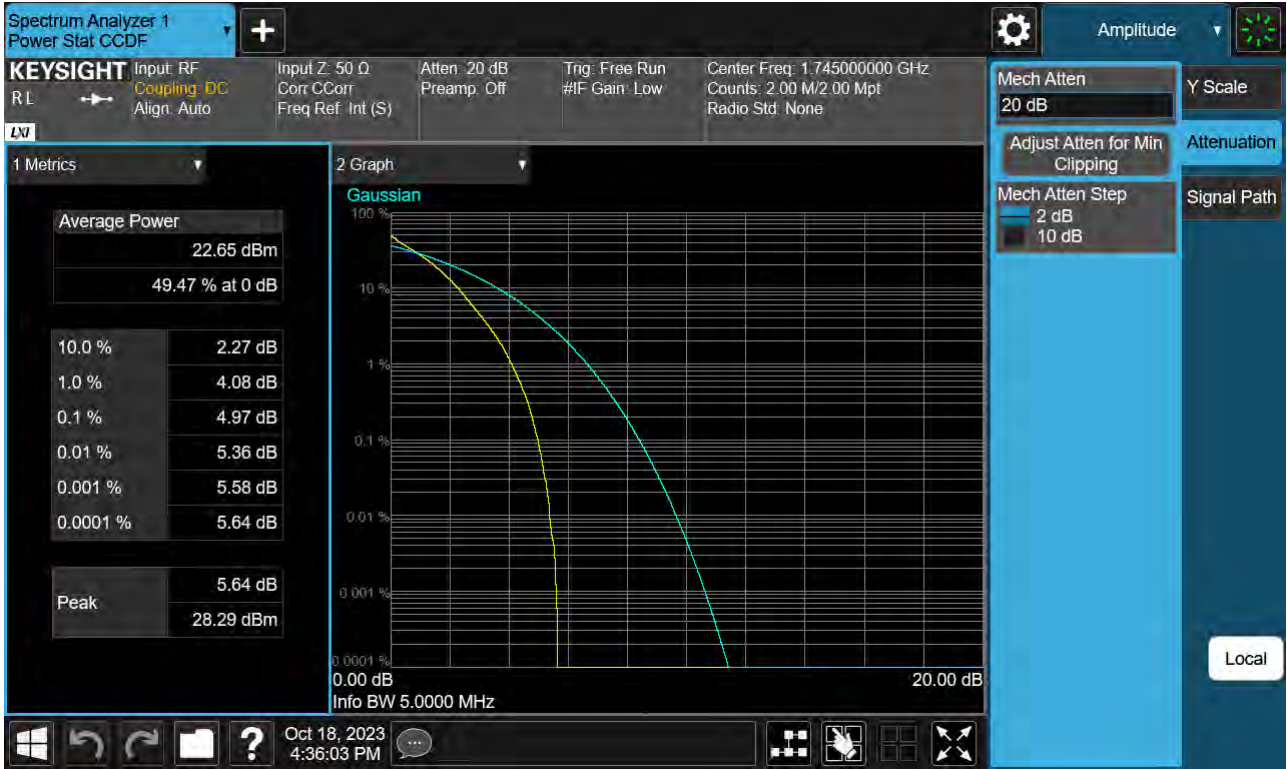 Spectrum Analyzer 1
Power Stat CCDF
Amplitude
KEYSIGHT
R L
LXI
Input: RF
Coupling: DC
Align: Auto
Input Z: 50 Ω
Corr CCorr
Freq Ref: Int (S)
Atten: 20 dB
Preamp: Off
Trig: Free Run
#IF Gain: Low
Center Freq: 1.745000000 GHz
Counts: 2.00 M/2.00 Mpt
Radio Std: None
Mech Atten
20 dB
Adjust Atten for Min
Clipping
Mech Atten Step
2 dB
10 dB
Y Scale
Attenuation
Signal Path
1 Metrics
Average Power
22.65 dBm
49.47 % at 0 dB
10.0 % 2.27 dB
1.0 % 4.08 dB
0.1 % 4.97 dB
0.01 % 5.36 dB
0.001 % 5.58 dB
0.0001 % 5.64 dB
Peak
5.64 dB
28.29 dBm
2 Graph
Gaussian
100 %
10 %
1 %
0.1 %
0.01 %
0.001 %
0.0001 %
0.00 dB
20.00 dB
Info BW 5.0000 MHz
Local
?
Oct 18, 2023
4:36:03 PM